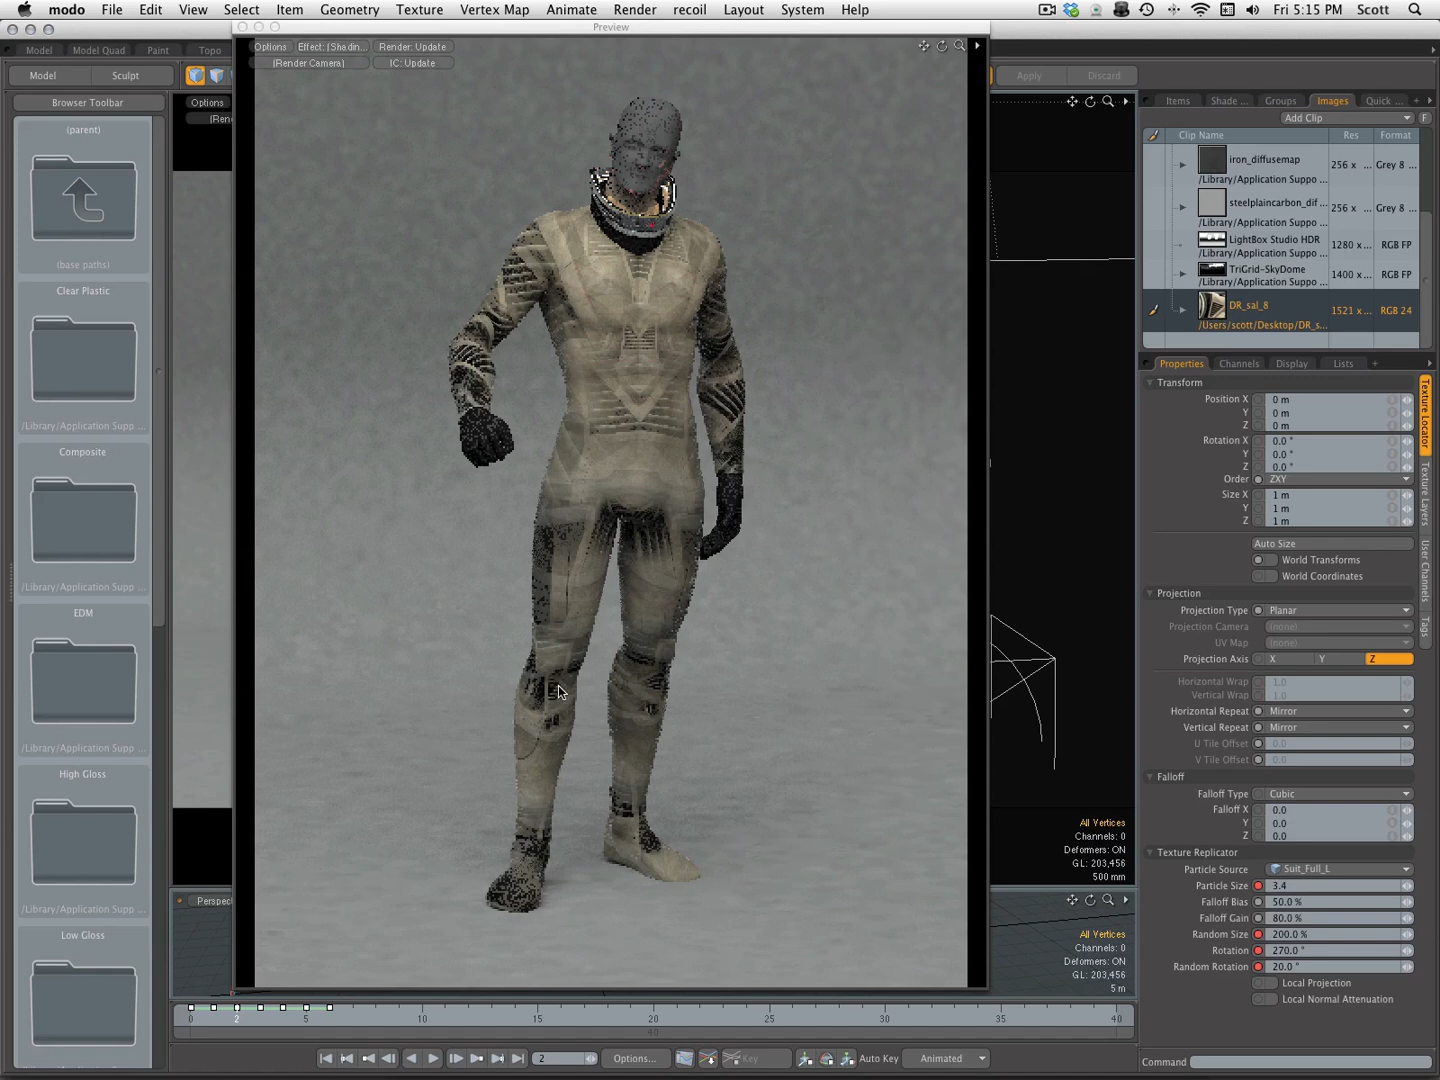 modo File Edit View Select Item Geometry Texture Vertex Map Animate Render recoil Layout System Help Fri 5:15 PM Scott
Preview
Model Model Quad Paint Topo
Options Effect: (Shadin... Render: Update
(Render Camera) IC: Update
Model Sculpt
Apply Discard
Browser Toolbar
(parent)
(base paths)
Clear Plastic
/Library/Application Supp ...
Composite
/Library/Application Supp ...
EDM
/Library/Application Supp ...
High Gloss
/Library/Application Supp ...
Low Gloss
Options
(Ren
Items Shade ... Groups Images Quick ... +
Add Clip F
Clip Name Res Format
iron_diffusemap 256 x ... Grey 8 ...
/Library/Application Suppo ...
steelplaincarbon_dif ... 256 x ... Grey 8 ...
/Library/Application Suppo ...
LightBox Studio HDR 1280 x ... RGB FP
/Library/Application Suppo ...
TriGrid-SkyDome 1400 x ... RGB FP
/Library/Application Suppo ...
DR_sal_8 1521 x ... RGB 24
/Users/scott/Desktop/DR_s...
Properties Channels Display Lists +
Texture Locator
Texture Layers
User Channels
Tags
Transform
Position X 0 m
Y 0 m
Z 0 m
Rotation X 0.0 °
Y 0.0 °
Z 0.0 °
Order ZXY
Size X 1 m
Y 1 m
Z 1 m
Auto Size
World Transforms
World Coordinates
Projection
Projection Type Planar
Projection Camera (none)
UV Map (none)
Projection Axis X Y Z
Horizontal Wrap 1.0
Vertical Wrap 1.0
Horizontal Repeat Mirror
Vertical Repeat Mirror
U Tile Offset 0.0
V Tile Offset 0.0
Falloff
Falloff Type Cubic
Falloff X 0.0
Y 0.0
Z 0.0
Texture Replicator
Particle Source Suit_Full_L
Particle Size 3.4
Falloff Bias 50.0 %
Falloff Gain 80.0 %
Random Size 200.0 %
Rotation 270.0 °
Random Rotation 20.0 °
Local Projection
Local Normal Attenuation
All Vertices
Channels: 0
Deformers: ON
GL: 203,456
500 mm
Perspec
All Vertices
Channels: 0
Deformers: ON
GL: 203,456
5 m
0 2 5 10 15 20 25 30 35 40
0 40 40
2 Options... Key Auto Key Animated
Command